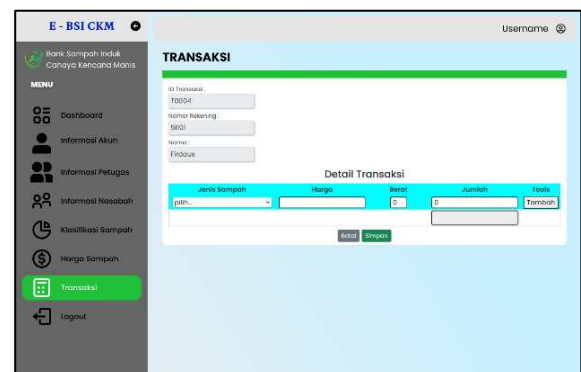 E - BSI CKM
Username
Bank Sampah Induk
Cahaya Kencana Manis
MENU
Dashboard
Informasi Akun
Informasi Petugas
Informasi Nasabah
Klasifikasi Sampah
Harga Sampah
Transaksi
Logout
TRANSAKSI
ID Transaksi :
T0004
Nomor Rekening :
51101
Nama :
Firdaus
Detail Transaksi
Jenis Sampah Harga Berat Jumlah Tools
pilih... 0 0 Tambah
Batal Simpan